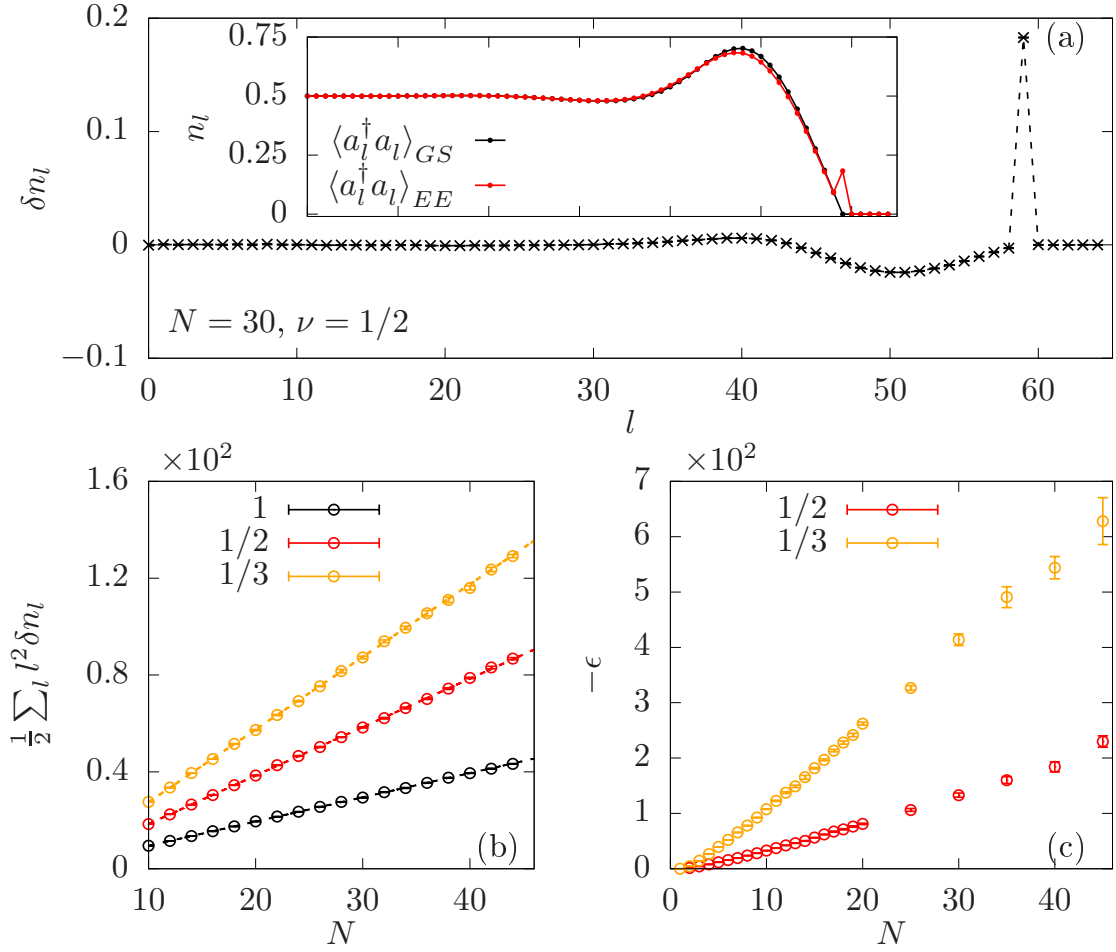 0.2
(a)
0.75
0.5
n_l
0.25
0
⟨a_l^† a_l⟩_{GS}
⟨a_l^† a_l⟩_{EE}
0.1
δn_l
0
−0.1
N = 30, ν = 1/2
0 10 20 30 40 50 60
l
×10^2
1.6
1.2
0.8
0.4
0
1/2 ∑_l l^2 δn_l
1
1/2
1/3
(b)
10 20 30 40
N
×10^2
7
6
5
4
3
2
1
0
−ϵ
1/2
1/3
(c)
0 10 20 30 40
N